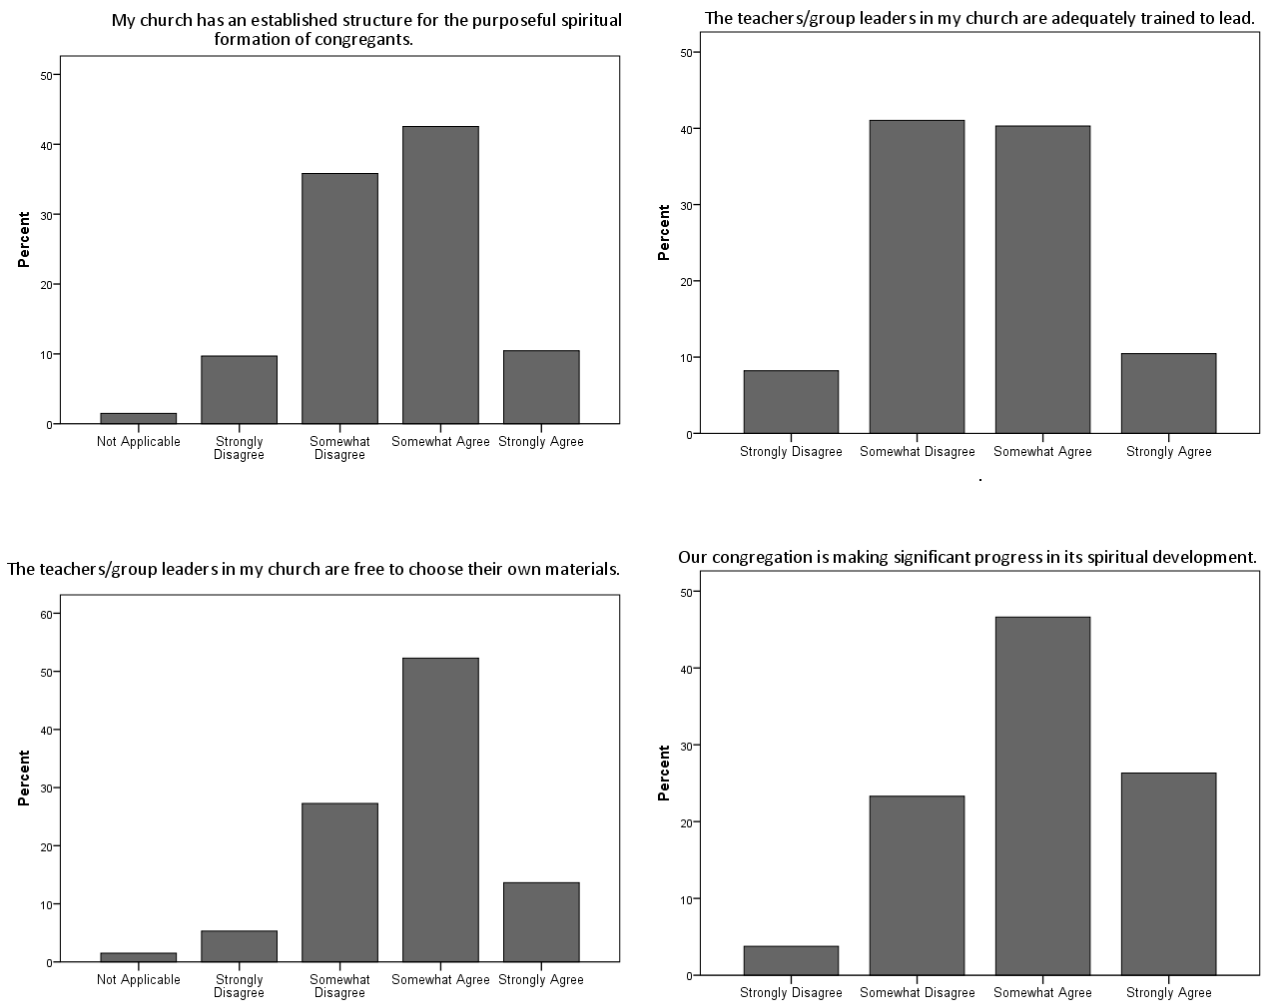 My church has an established structure for the purposeful spiritual
formation of congregants.
50
40
30
20
10
0
Percent
Not Applicable
Strongly
Disagree
Somewhat
Disagree
Somewhat Agree
Strongly Agree
The teachers/group leaders in my church are adequately trained to lead.
50
40
30
20
10
0
Percent
Strongly Disagree
Somewhat Disagree
Somewhat Agree
Strongly Agree
.
The teachers/group leaders in my church are free to choose their own materials.
60
50
40
30
20
10
0
Percent
Not Applicable
Strongly
Disagree
Somewhat
Disagree
Somewhat Agree
Strongly Agree
Our congregation is making significant progress in its spiritual development.
50
40
30
20
10
0
Percent
Strongly Disagree
Somewhat Disagree
Somewhat Agree
Strongly Agree